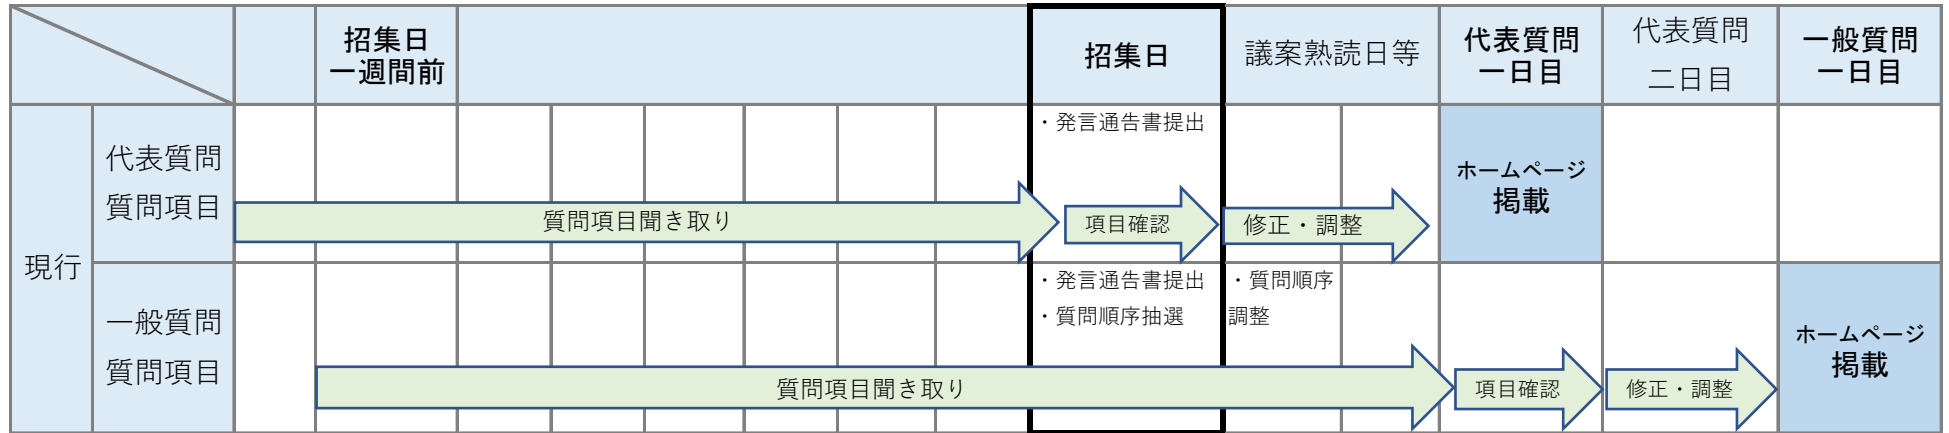 招集日
一週間前
招集日
議案熟読日等
代表質問
一日目
代表質問
二日目
一般質問
一日目
現行
代表質問
質問項目
・発言通告書提出
質問項目聞き取り
項目確認
修正・調整
ホームページ
掲載
一般質問
質問項目
・発言通告書提出
・質問順序抽選
・質問順序
調整
質問項目聞き取り
項目確認
修正・調整
ホームページ
掲載